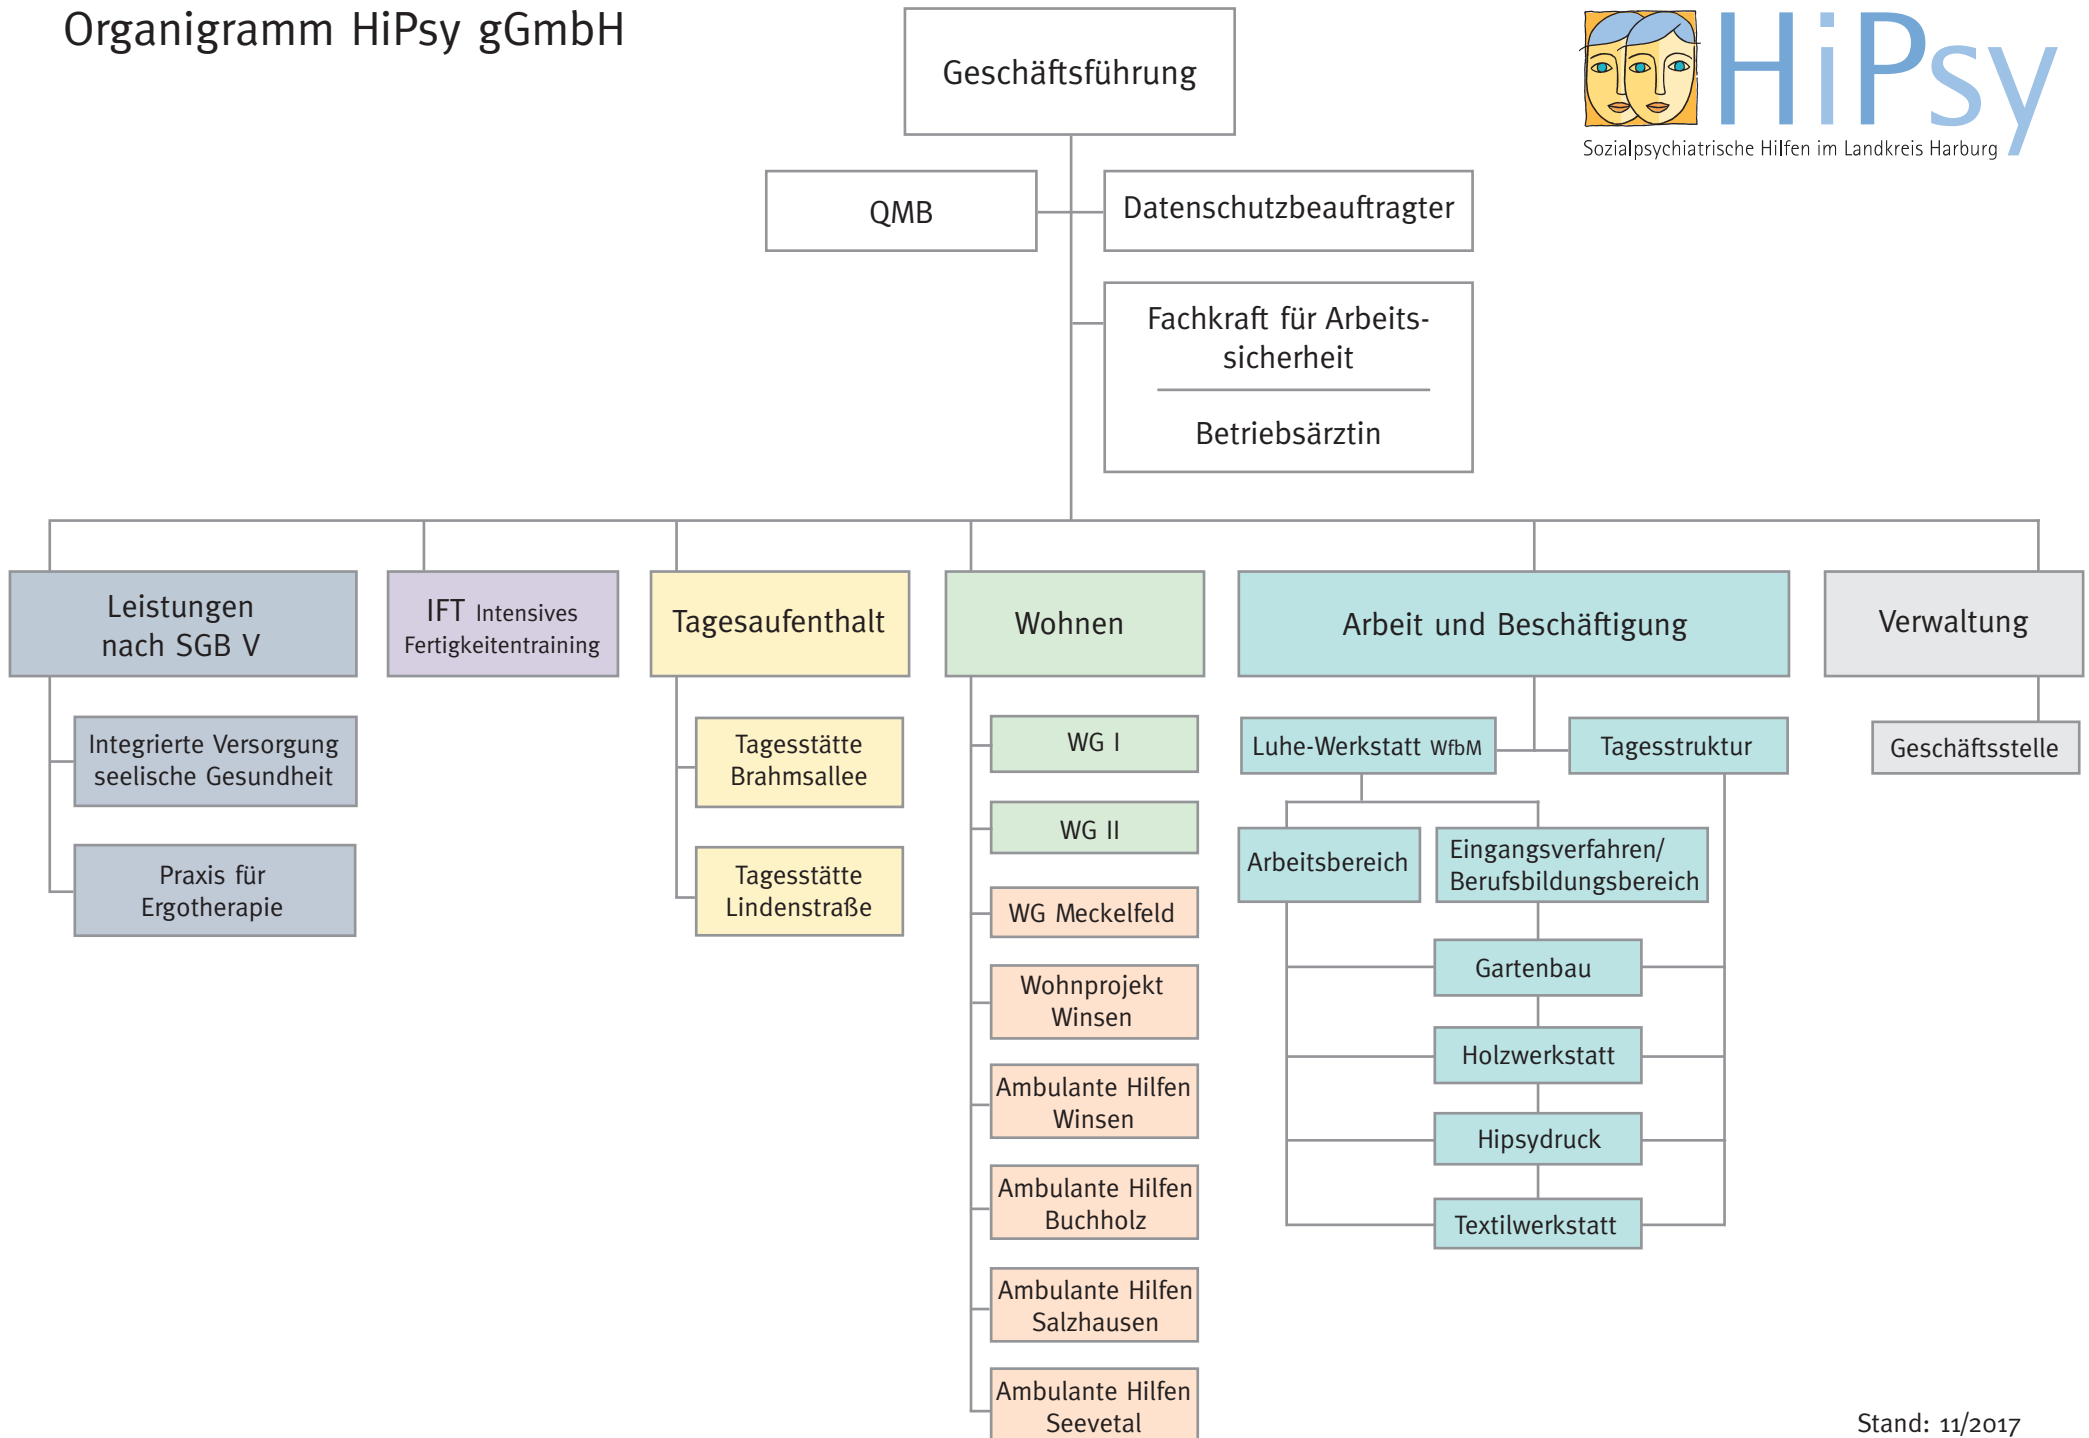 Organigramm HiPsy gGmbH
Geschäftsführung
HiPsy
Sozialpsychiatrische Hilfen im Landkreis Harburg
QMB
Datenschutzbeauftragter
Fachkraft für Arbeits-
sicherheit
Betriebsärztin
Leistungen
nach SGB V
IFT Intensives
Fertigkeitentraining
Tagesaufenthalt
Wohnen
Arbeit und Beschäftigung
Verwaltung
Integrierte Versorgung
seelische Gesundheit
Praxis für
Ergotherapie
Tagesstätte
Brahmsallee
Tagesstätte
Lindenstraße
WG I
WG II
WG Meckelfeld
Wohnprojekt
Winsen
Ambulante Hilfen
Winsen
Ambulante Hilfen
Buchholz
Ambulante Hilfen
Salzhausen
Ambulante Hilfen
Seevetal
Luhe-Werkstatt WfbM
Tagesstruktur
Arbeitsbereich
Eingangsverfahren/
Berufsbildungsbereich
Gartenbau
Holzwerkstatt
Hipsydruck
Textilwerkstatt
Geschäftsstelle
Stand: 11/2017